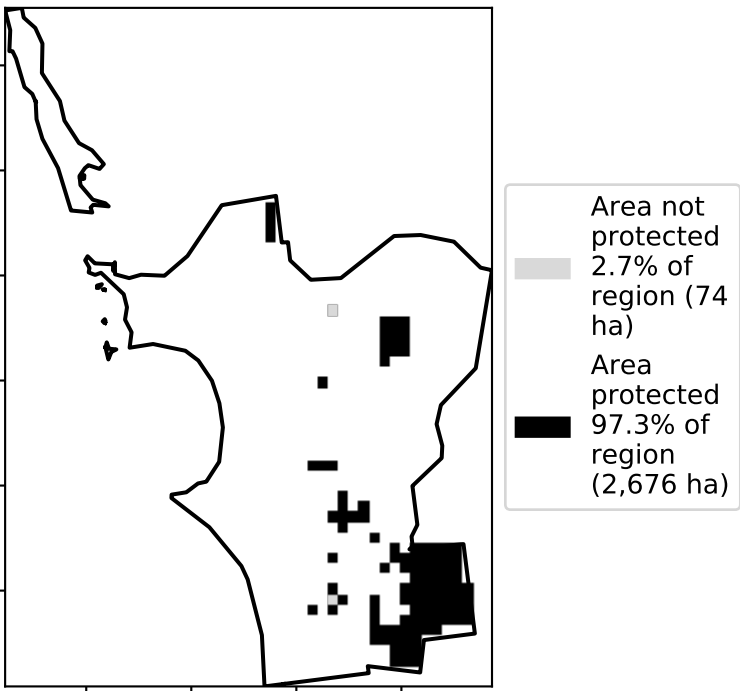 Area not
protected
2.7% of
region (74
ha)
Area
protected
97.3% of
region
(2,676 ha)